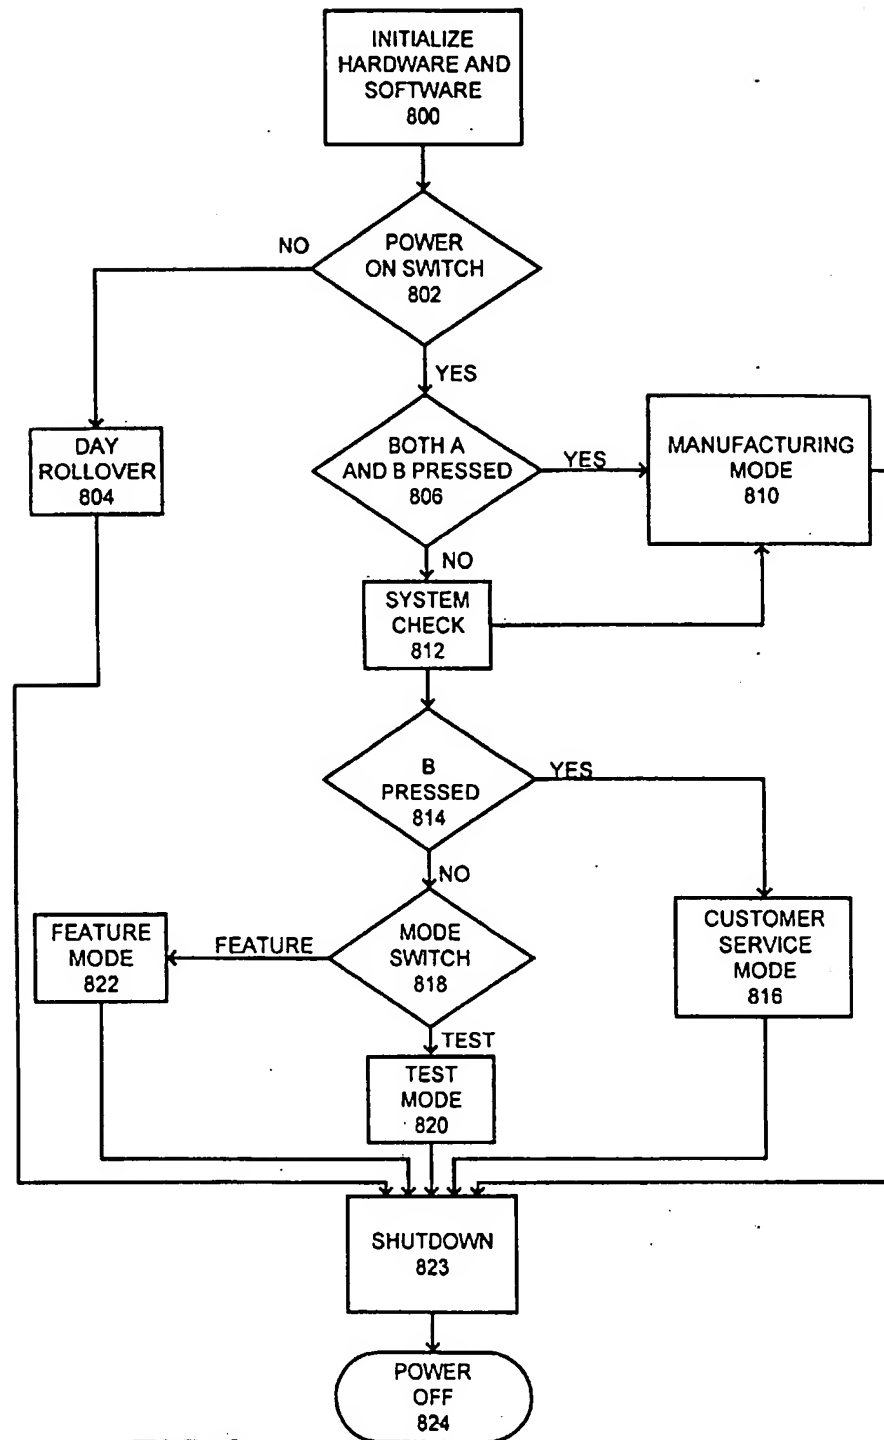 INITIALIZE
HARDWARE AND
SOFTWARE
800
NO
POWER
ON SWITCH
802
YES
DAY
ROLLOVER
804
BOTH A
AND B PRESSED
806
YES
MANUFACTURING
MODE
810
NO
SYSTEM
CHECK
812
B
PRESSED
814
YES
NO
FEATURE
MODE
822
FEATURE
MODE
SWITCH
818
CUSTOMER
SERVICE
MODE
816
TEST
TEST
MODE
820
SHUTDOWN
823
POWER
OFF
824